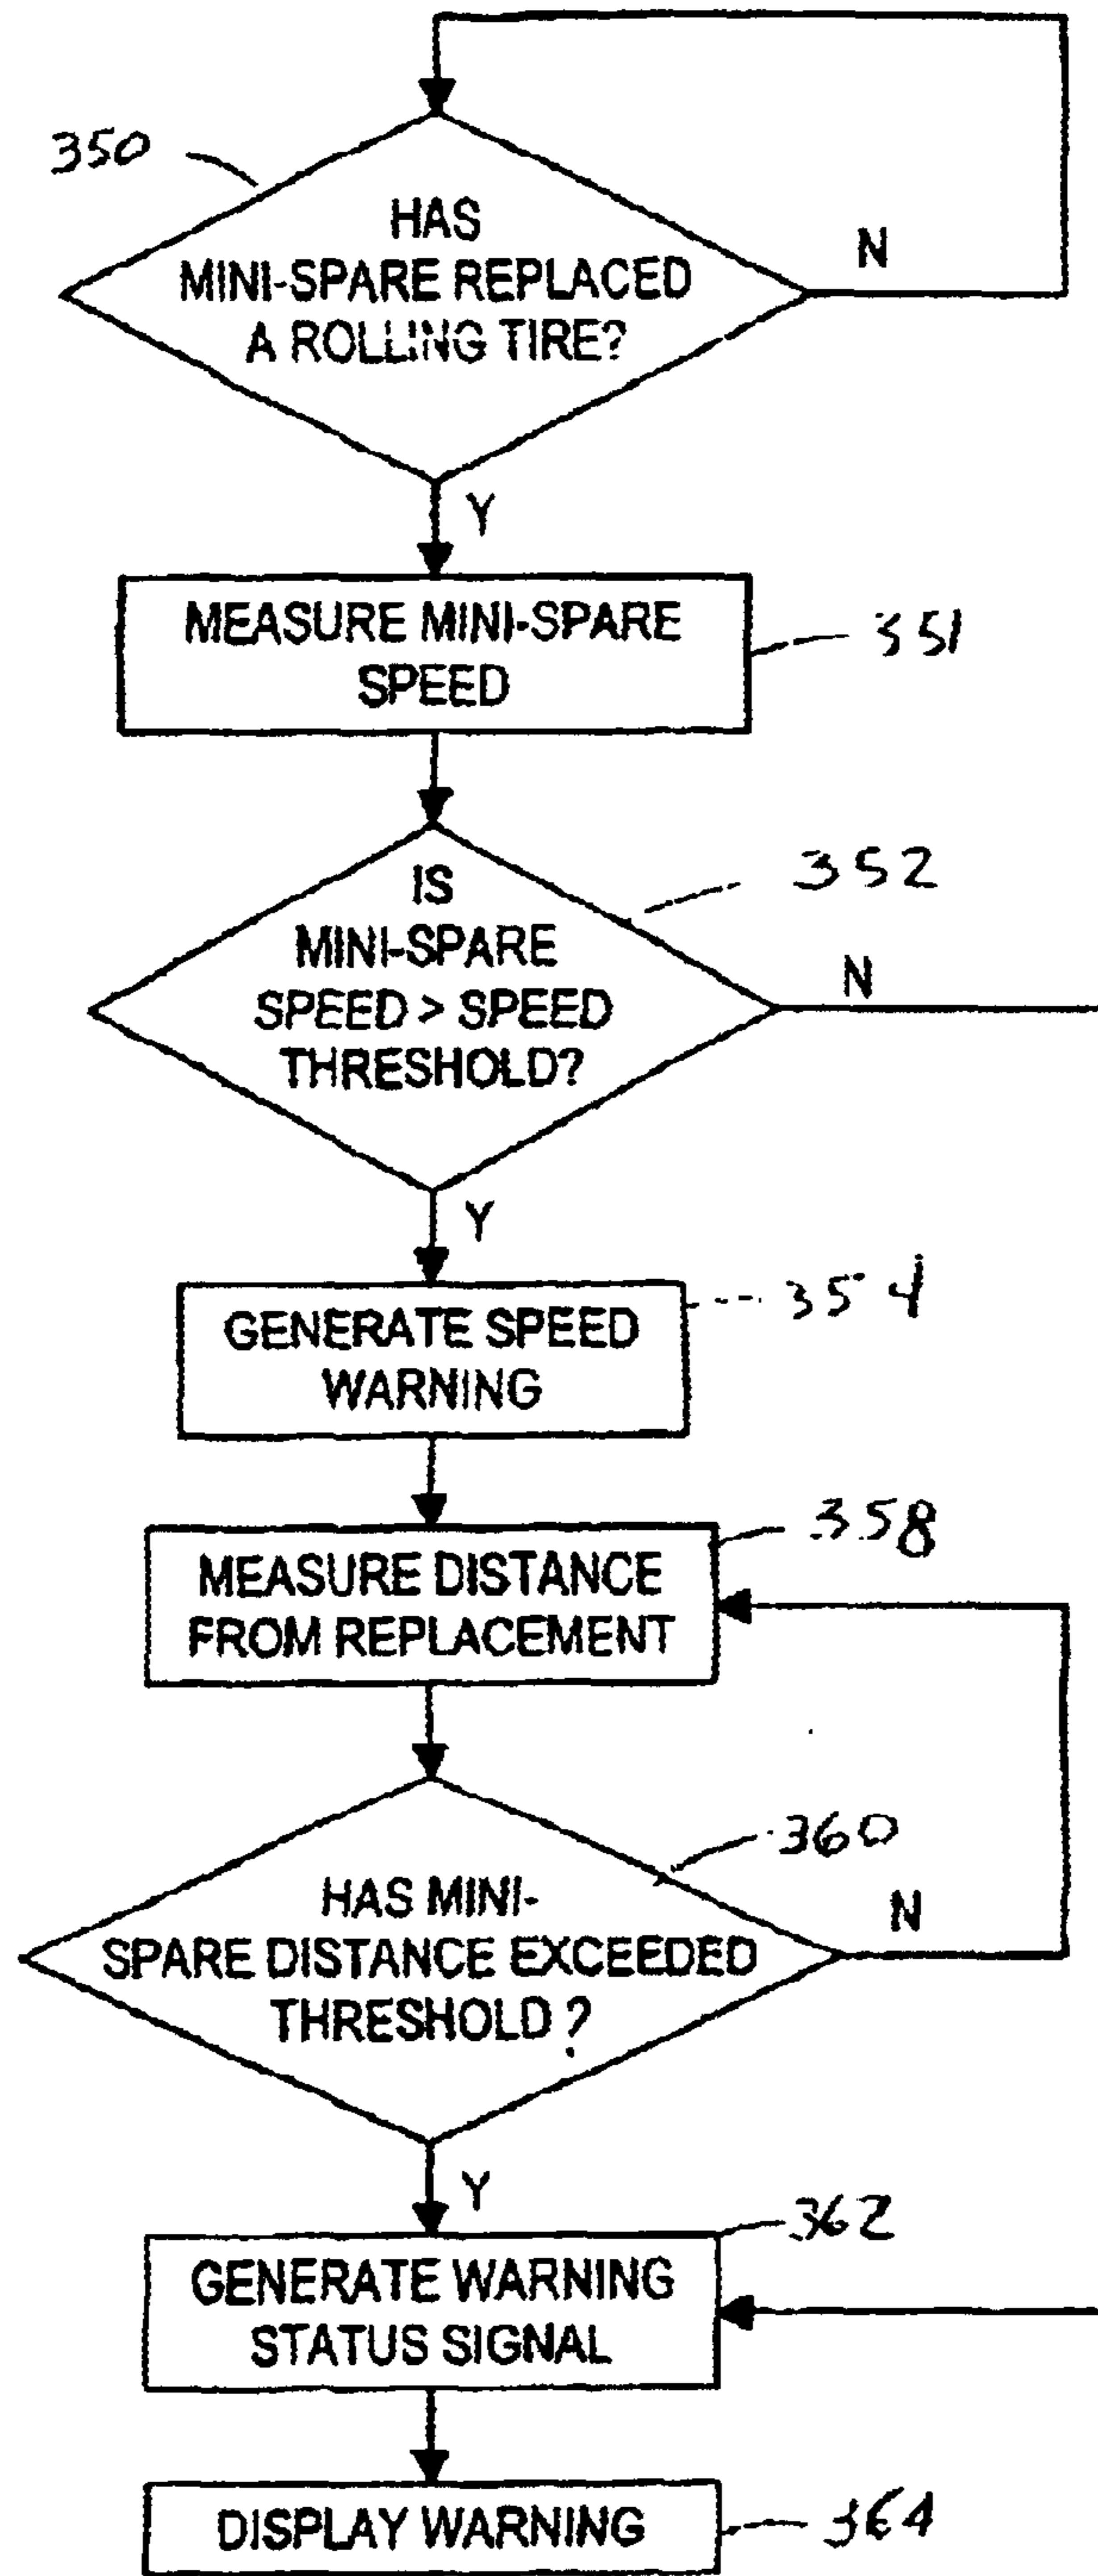 350
HAS
MINI-SPARE REPLACED
A ROLLING TIRE?
N
Y
MEASURE MINI-SPARE
SPEED
351
IS
MINI-SPARE
SPEED > SPEED
THRESHOLD?
352
N
Y
GENERATE SPEED
WARNING
354
MEASURE DISTANCE
FROM REPLACEMENT
358
HAS MINI-
SPARE DISTANCE EXCEEDED
THRESHOLD ?
360
N
Y
GENERATE WARNING
STATUS SIGNAL
362
DISPLAY WARNING
364